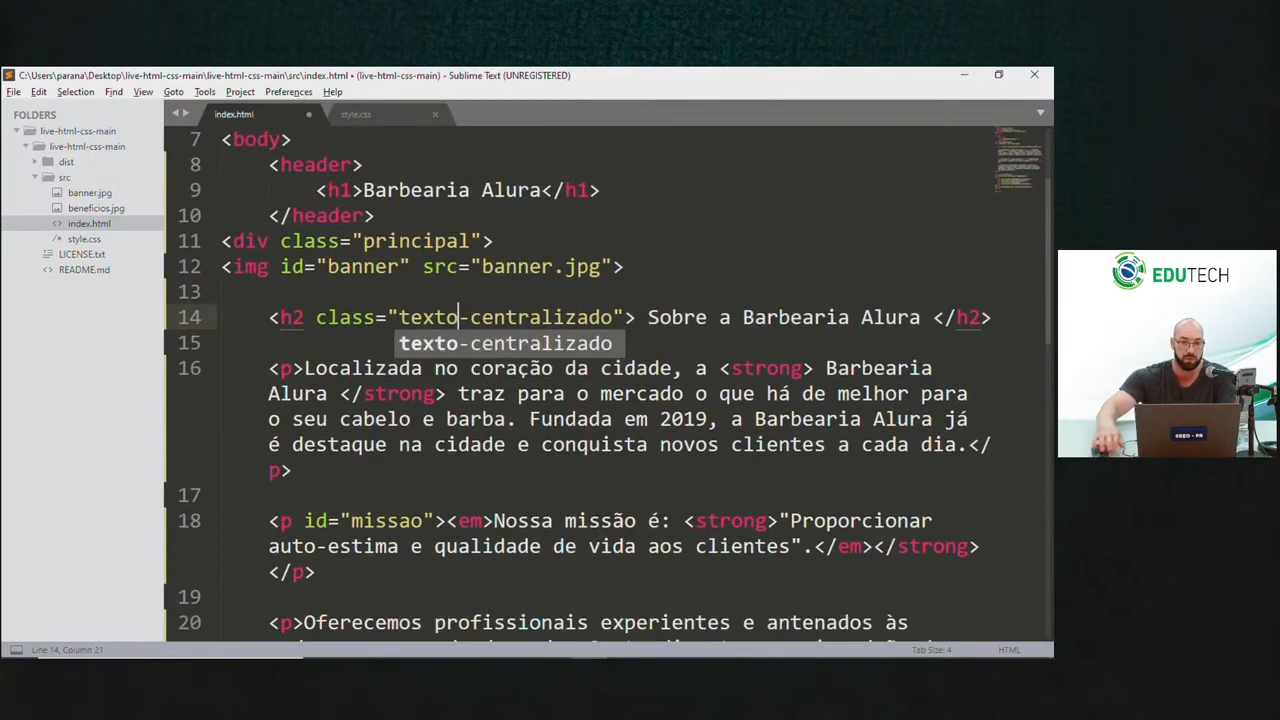 C:\Users\parana\Desktop\live-html-css-main\live-html-css-main\src\index.html • (live-html-css-main) - Sublime Text (UNREGISTERED)
File Edit Selection Find View Goto Tools Project Preferences Help
FOLDERS
live-html-css-main
live-html-css-main
dist
src
banner.jpg
beneficios.jpg
index.html
style.css
LICENSE.txt
README.md
index.html style.css
7 <body>
8 <header>
9 <h1>Barbearia Alura</h1>
10 </header>
11 <div class="principal">
12 <img id="banner" src="banner.jpg">
13
14 <h2 class="texto-centralizado"> Sobre a Barbearia Alura </h2>
texto-centralizado
15
16 <p>Localizada no coração da cidade, a <strong> Barbearia
Alura </strong> traz para o mercado o que há de melhor para
o seu cabelo e barba. Fundada em 2019, a Barbearia Alura já
é destaque na cidade e conquista novos clientes a cada dia.</
p>
17
18 <p id="missao"><em>Nossa missão é: <strong>"Proporcionar
auto-estima e qualidade de vida aos clientes".</em></strong>
</p>
19
20 <p>Oferecemos profissionais experientes e antenados às
Line 14, Column 21
Tab Size: 4
HTML
EDUTECH
SEED - PR